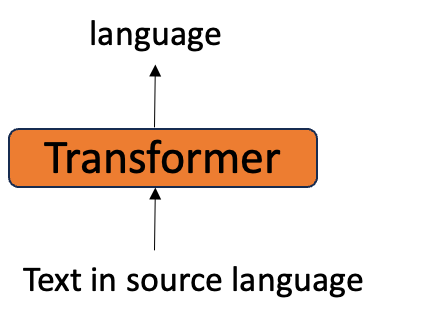 language
Transformer
Text in source language